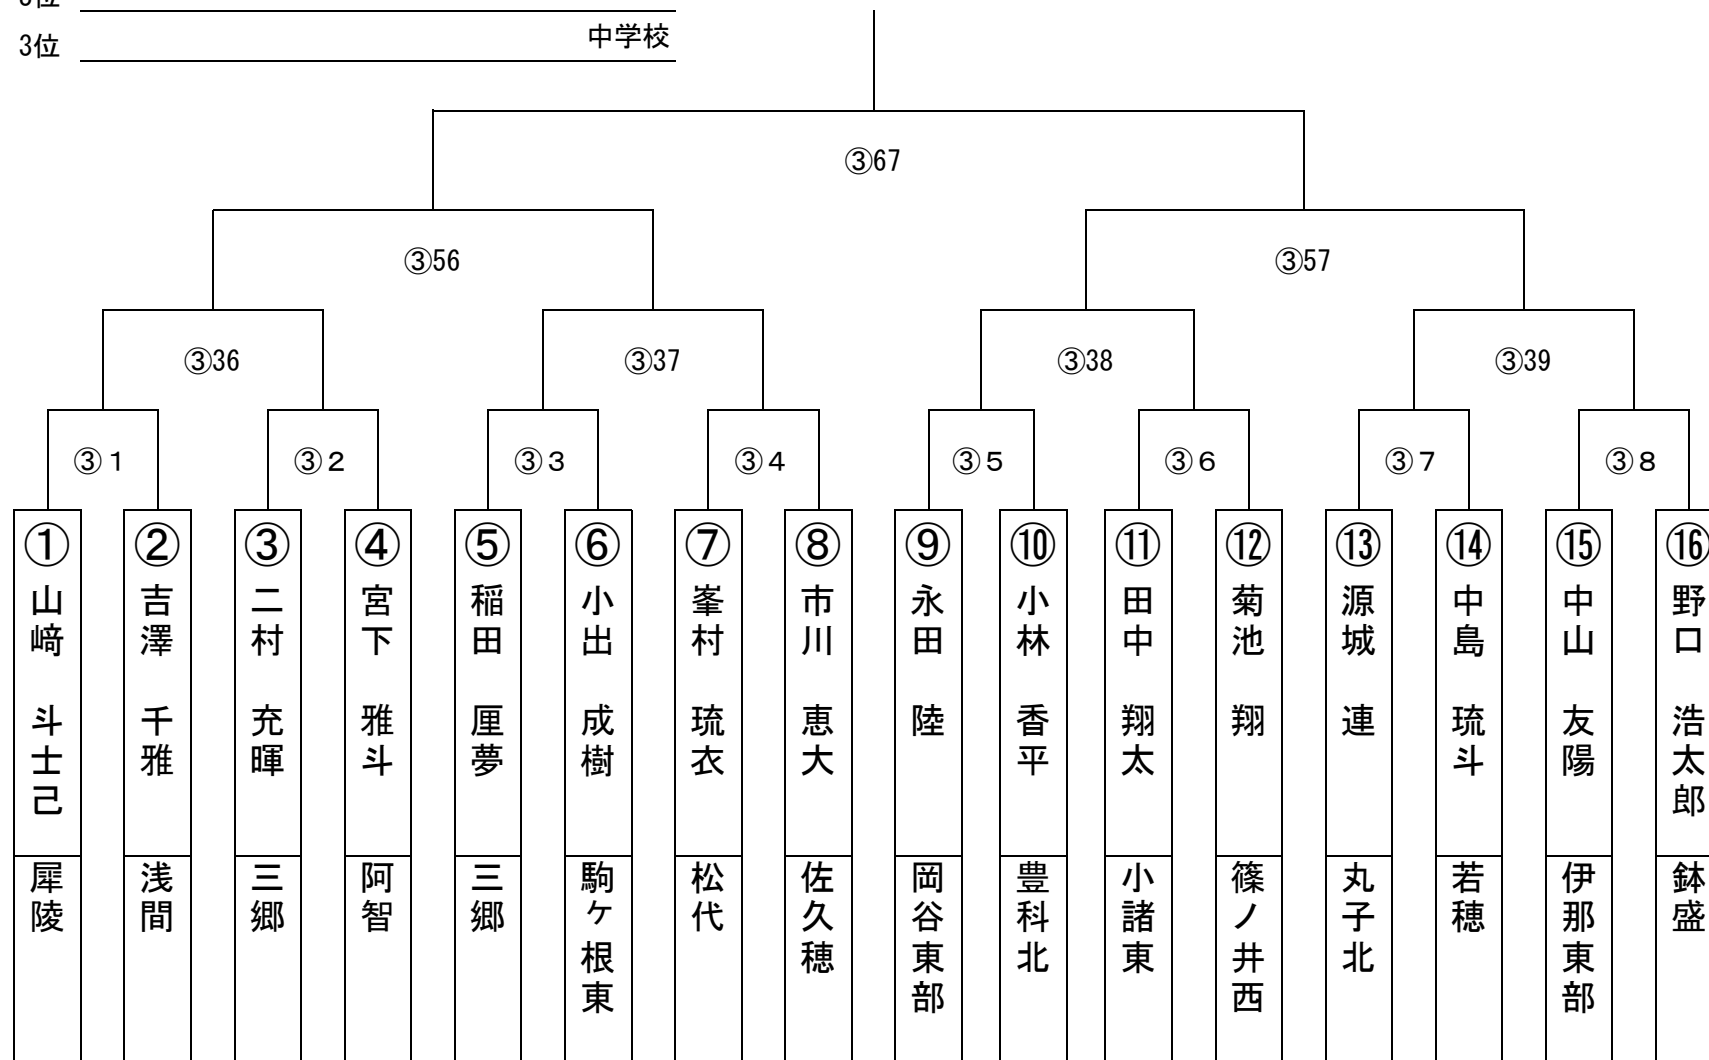 3位
3位 中学校
③67
③56 ③57
③36 ③37 ③38 ③39
③1 ③2 ③3 ③4 ③5 ③6 ③7 ③8
① 山﨑 斗士己 犀陵
② 吉澤 千雅 浅間
③ 二村 充暉 三郷
④ 宮下 雅斗 阿智
⑤ 稲田 厘夢 三郷
⑥ 小出 成樹 駒ケ根東
⑦ 峯村 琉衣 松代
⑧ 市川 恵大 佐久穂
⑨ 永田 陸 岡谷東部
⑩ 小林 香平 豊科北
⑪ 田中 翔太 小諸東
⑫ 菊池 翔 篠ノ井西
⑬ 源城 連 丸子北
⑭ 中島 琉斗 若穂
⑮ 中山 友陽 伊那東部
⑯ 野口 浩太郎 鉢盛